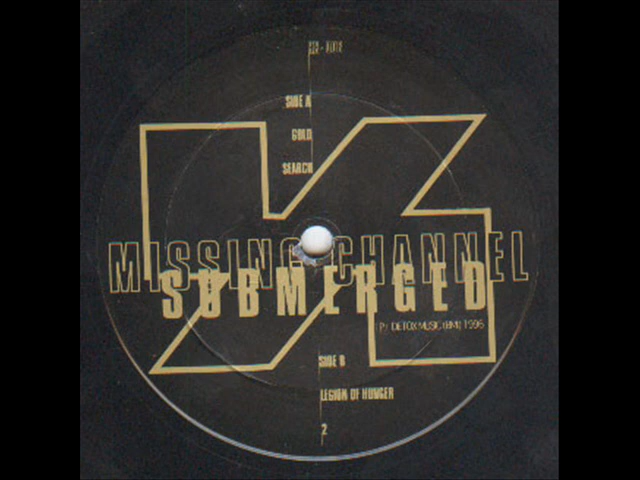 SIDE A
GOLD
SEARCH
MISSING CHANNEL
SUBMERGED
(P) DETOX MUSIC (BMI) 1996
SIDE B
LEGION OF HUNGER
2